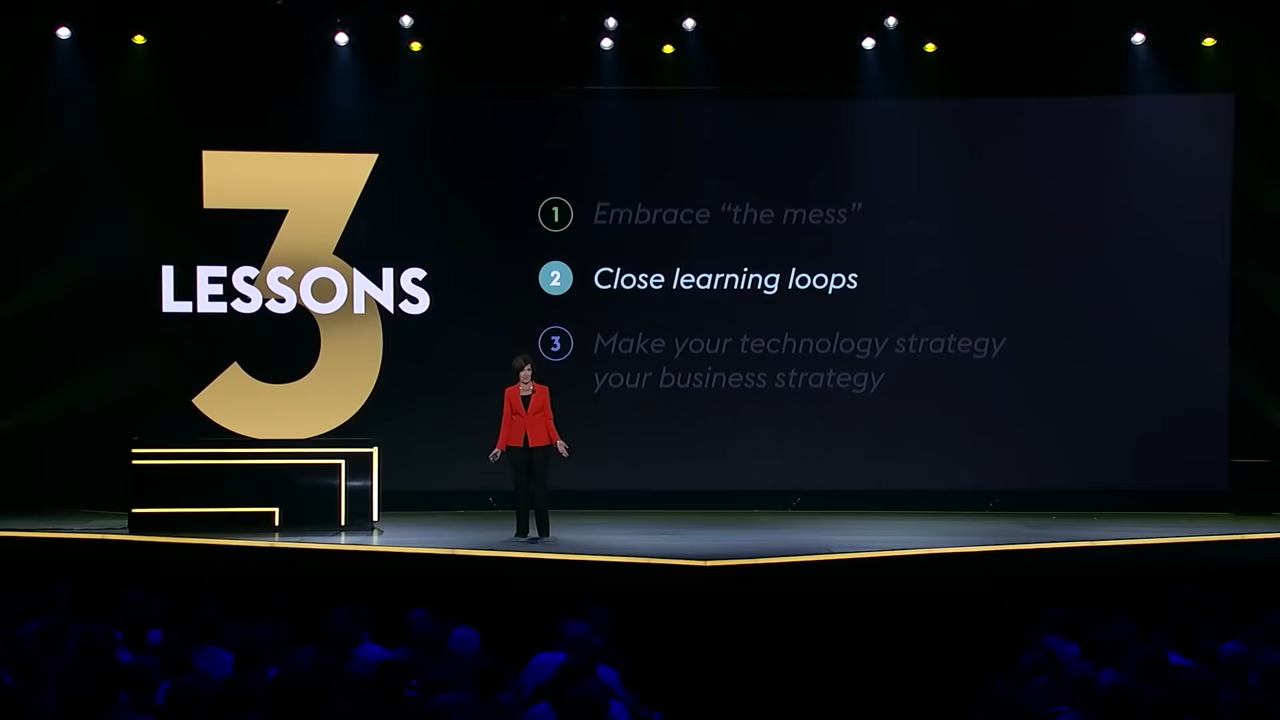 3
LESSONS
1 Embrace “the mess”
2 Close learning loops
3 Make your technology strategy
your business strategy